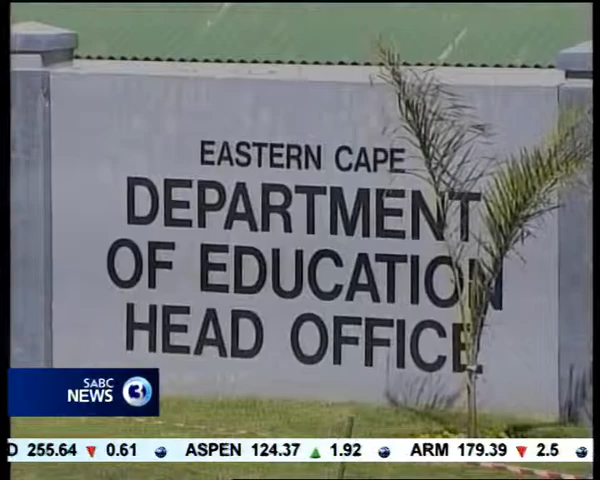 EASTERN CAPE
DEPARTMENT
OF EDUCATION
HEAD OFFICE
SABC
NEWS 3
255.64 ▼ 0.61 ASPEN 124.37 ▲ 1.92 ARM 179.39 ▼ 2.5